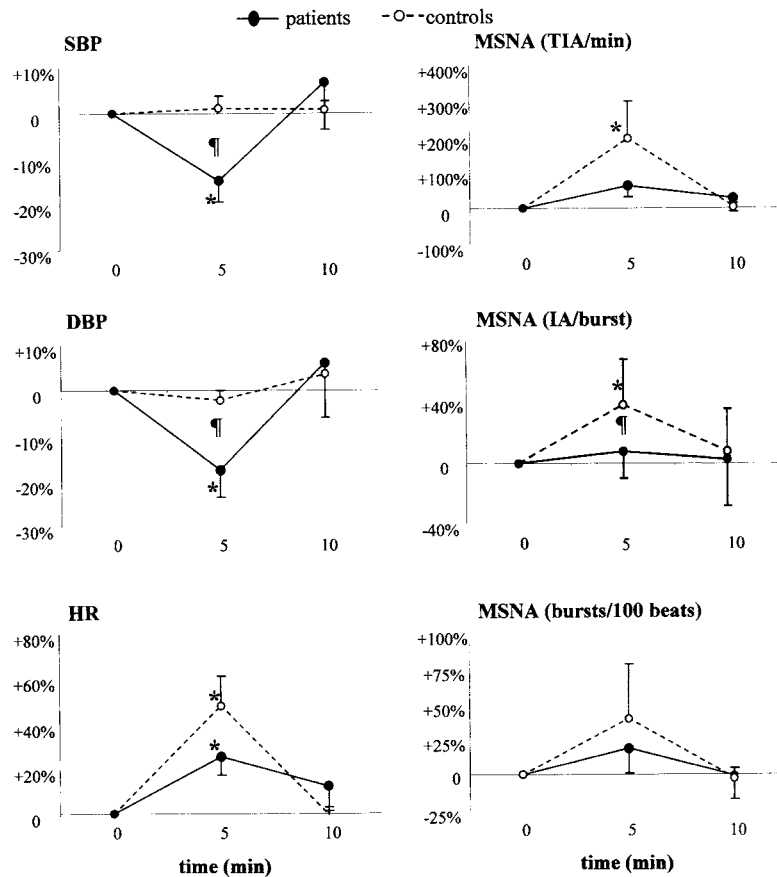 patients controls
SBP
+10%
0
-10%
-20%
-30%
¶
*
0 5 10
MSNA (TIA/min)
+400%
+300%
+200%
+100%
0
-100%
*
0 5 10
DBP
+10%
0
-10%
-20%
-30%
¶
*
0 5 10
MSNA (IA/burst)
+80%
+40%
0
-40%
*
¶
0 5 10
HR
+80%
+60%
+40%
+20%
0
*
*
0 5 10
time (min)
MSNA (bursts/100 beats)
+100%
+75%
+50%
+25%
0
-25%
0 5 10
time (min)